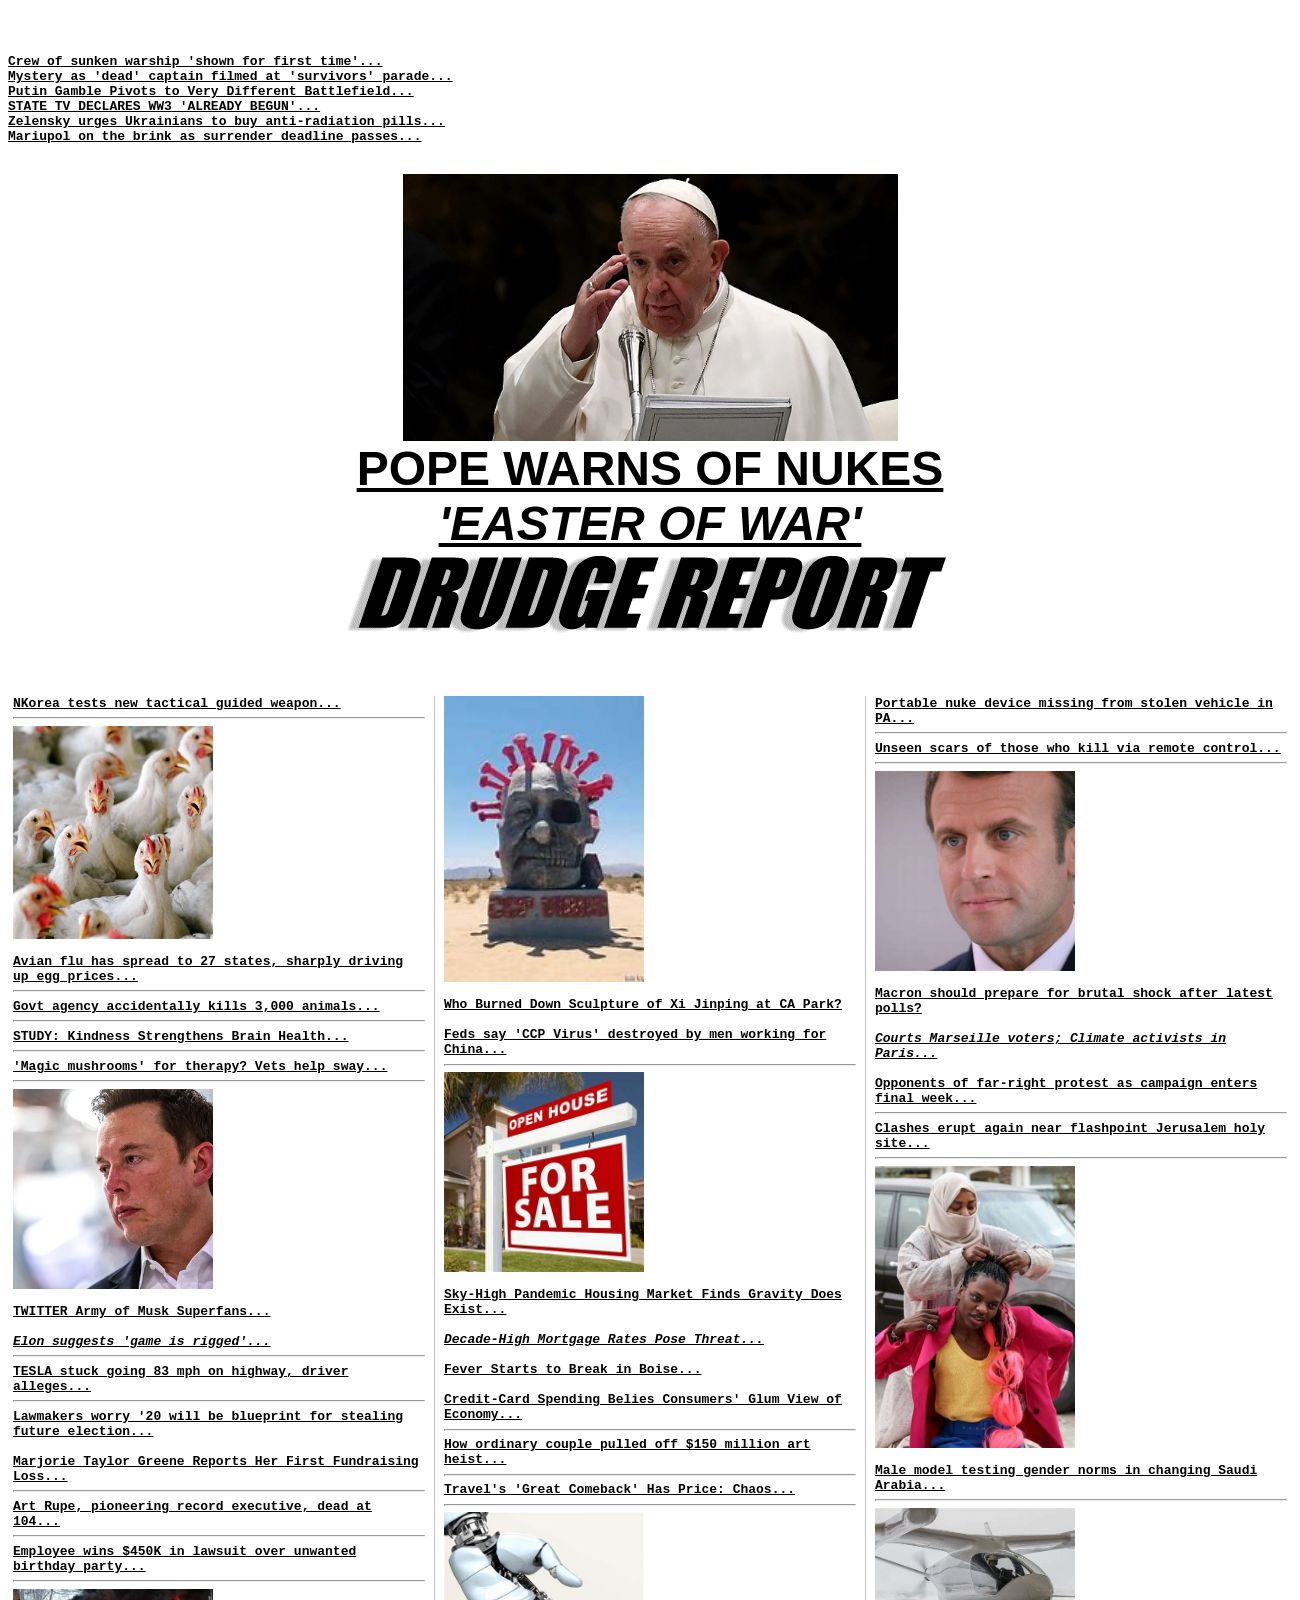 Crew of sunken warship 'shown for first time'...
Mystery as 'dead' captain filmed at 'survivors' parade...
Putin Gamble Pivots to Very Different Battlefield...
STATE TV DECLARES WW3 'ALREADY BEGUN'...
Zelensky urges Ukrainians to buy anti-radiation pills...
Mariupol on the brink as surrender deadline passes...
POPE WARNS OF NUKES
'EASTER OF WAR'
DRUDGE REPORT
NKorea tests new tactical guided weapon...
Avian flu has spread to 27 states, sharply driving
up egg prices...
Govt agency accidentally kills 3,000 animals...
STUDY: Kindness Strengthens Brain Health...
'Magic mushrooms' for therapy? Vets help sway...
TWITTER Army of Musk Superfans...
Elon suggests 'game is rigged'...
TESLA stuck going 83 mph on highway, driver
alleges...
Lawmakers worry '20 will be blueprint for stealing
future election...
Marjorie Taylor Greene Reports Her First Fundraising
Loss...
Art Rupe, pioneering record executive, dead at
104...
Employee wins $450K in lawsuit over unwanted
birthday party...
Who Burned Down Sculpture of Xi Jinping at CA Park?
Feds say 'CCP Virus' destroyed by men working for
China...
OPEN HOUSE
FOR
SALE
Sky-High Pandemic Housing Market Finds Gravity Does
Exist...
Decade-High Mortgage Rates Pose Threat...
Fever Starts to Break in Boise...
Credit-Card Spending Belies Consumers' Glum View of
Economy...
How ordinary couple pulled off $150 million art
heist...
Travel's 'Great Comeback' Has Price: Chaos...
Portable nuke device missing from stolen vehicle in
PA...
Unseen scars of those who kill via remote control...
Macron should prepare for brutal shock after latest
polls?
Courts Marseille voters; Climate activists in
Paris...
Opponents of far-right protest as campaign enters
final week...
Clashes erupt again near flashpoint Jerusalem holy
site...
Male model testing gender norms in changing Saudi
Arabia...